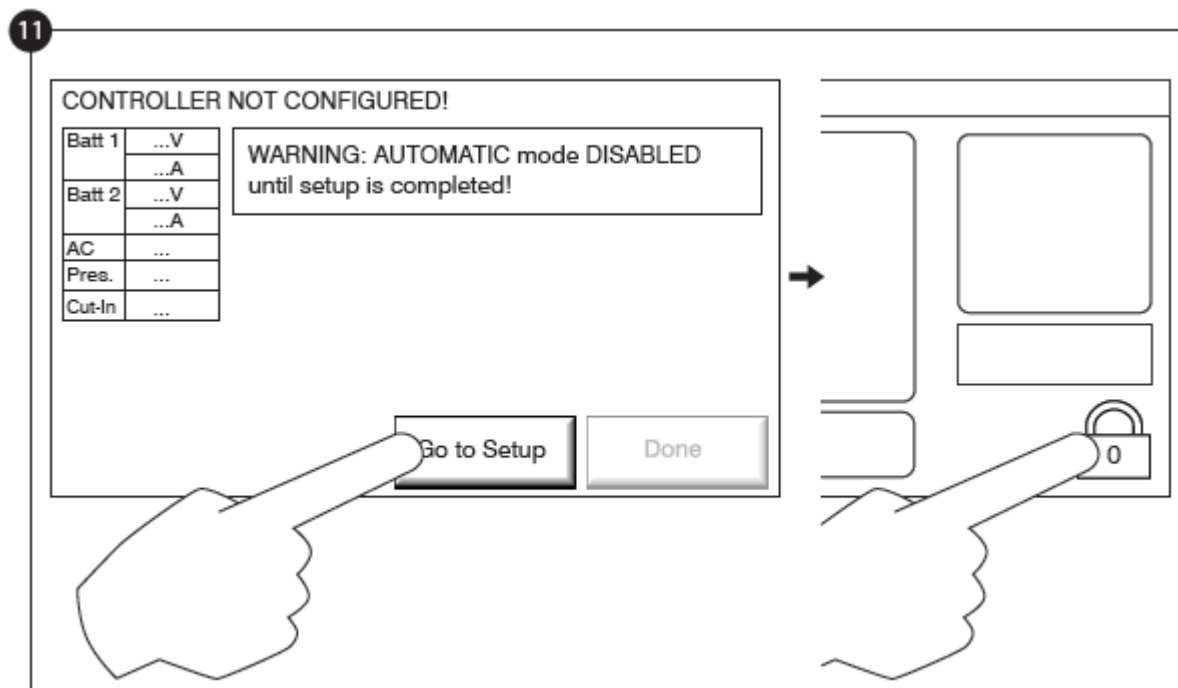 11
CONTROLLER NOT CONFIGURED!
Batt 1 ...V
...A
Batt 2 ...V
...A
AC ...
Pres. ...
Cut-In ...
WARNING: AUTOMATIC mode DISABLED
until setup is completed!
Go to Setup
Done
0